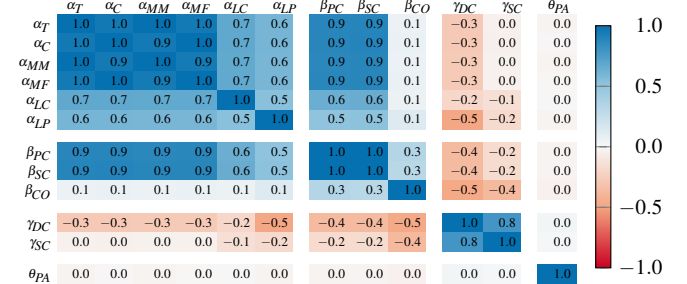 α_T α_C α_MM α_MF α_LC α_LP β_PC β_SC β_CO γ_DC γ_SC θ_PA
α_T 1.0 1.0 1.0 1.0 0.7 0.6 0.9 0.9 0.1 −0.3 0.0 0.0 1.0
α_C 1.0 1.0 0.9 1.0 0.7 0.6 0.9 0.9 0.1 −0.3 0.0 0.0
α_MM 1.0 0.9 1.0 0.9 0.7 0.6 0.9 0.9 0.1 −0.3 0.0 0.0
α_MF 1.0 1.0 0.9 1.0 0.7 0.6 0.9 0.9 0.1 −0.3 0.0 0.0
α_LC 0.7 0.7 0.7 0.7 1.0 0.5 0.6 0.6 0.1 −0.2 −0.1 0.0 0.5
α_LP 0.6 0.6 0.6 0.6 0.5 1.0 0.5 0.5 0.1 −0.5 −0.2 0.0
β_PC 0.9 0.9 0.9 0.9 0.6 0.5 1.0 1.0 0.3 −0.4 −0.2 0.0 0.0
β_SC 0.9 0.9 0.9 0.9 0.6 0.5 1.0 1.0 0.3 −0.4 −0.2 0.0
β_CO 0.1 0.1 0.1 0.1 0.1 0.1 0.3 0.3 1.0 −0.5 −0.4 0.0
γ_DC −0.3 −0.3 −0.3 −0.3 −0.2 −0.5 −0.4 −0.4 −0.5 1.0 0.8 0.0 −0.5
γ_SC 0.0 0.0 0.0 0.0 −0.1 −0.2 −0.2 −0.2 −0.4 0.8 1.0 0.0
θ_PA 0.0 0.0 0.0 0.0 0.0 0.0 0.0 0.0 0.0 0.0 0.0 1.0 −1.0